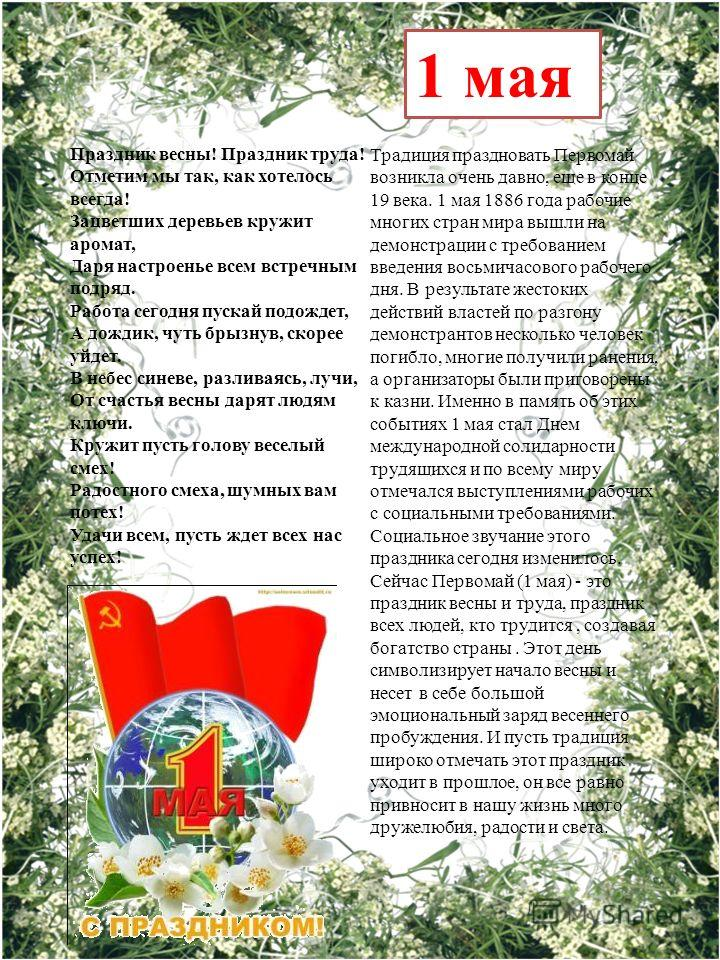 1 мая
Праздник весны! Праздник труда!
Отметим мы так, как хотелось
всегда!
Зацветших деревьев кружит
аромат,
Даря настроенье всем встречным
подряд.
Работа сегодня пускай подождет,
А дождик, чуть брызнув, скорее
уйдет,
В небес синеве, разливаясь, лучи,
От счастья весны дарят людям
ключи.
Кружит пусть голову веселый
смех!
Радостного смеха, шумных вам
потех!
Удачи всем, пусть ждет всех нас
успех!
Традиция праздновать Первомай
возникла очень давно, еще в конце
19 века. 1 мая 1886 года рабочие
многих стран мира вышли на
демонстрации с требованием
введения восьмичасового рабочего
дня. В результате жестоких
действий властей по разгону
демонстрантов несколько человек
погибло, многие получили ранения,
а организаторы были приговорены
к казни. Именно в память об этих
событиях 1 мая стал Днем
международной солидарности
трудящихся и по всему миру
отмечался выступлениями рабочих
с социальными требованиями.
Социальное звучание этого
праздника сегодня изменилось.
Сейчас Первомай (1 мая) - это
праздник весны и труда, праздник
всех людей, кто трудится , создавая
богатство страны . Этот день
символизирует начало весны и
несет в себе большой
эмоциональный заряд весеннего
пробуждения. И пусть традиция
широко отмечать этот праздник
уходит в прошлое, он все равно
привносит в нашу жизнь много
дружелюбия, радости и света.
1
МАЯ
С ПРАЗДНИКОМ!
MyShared